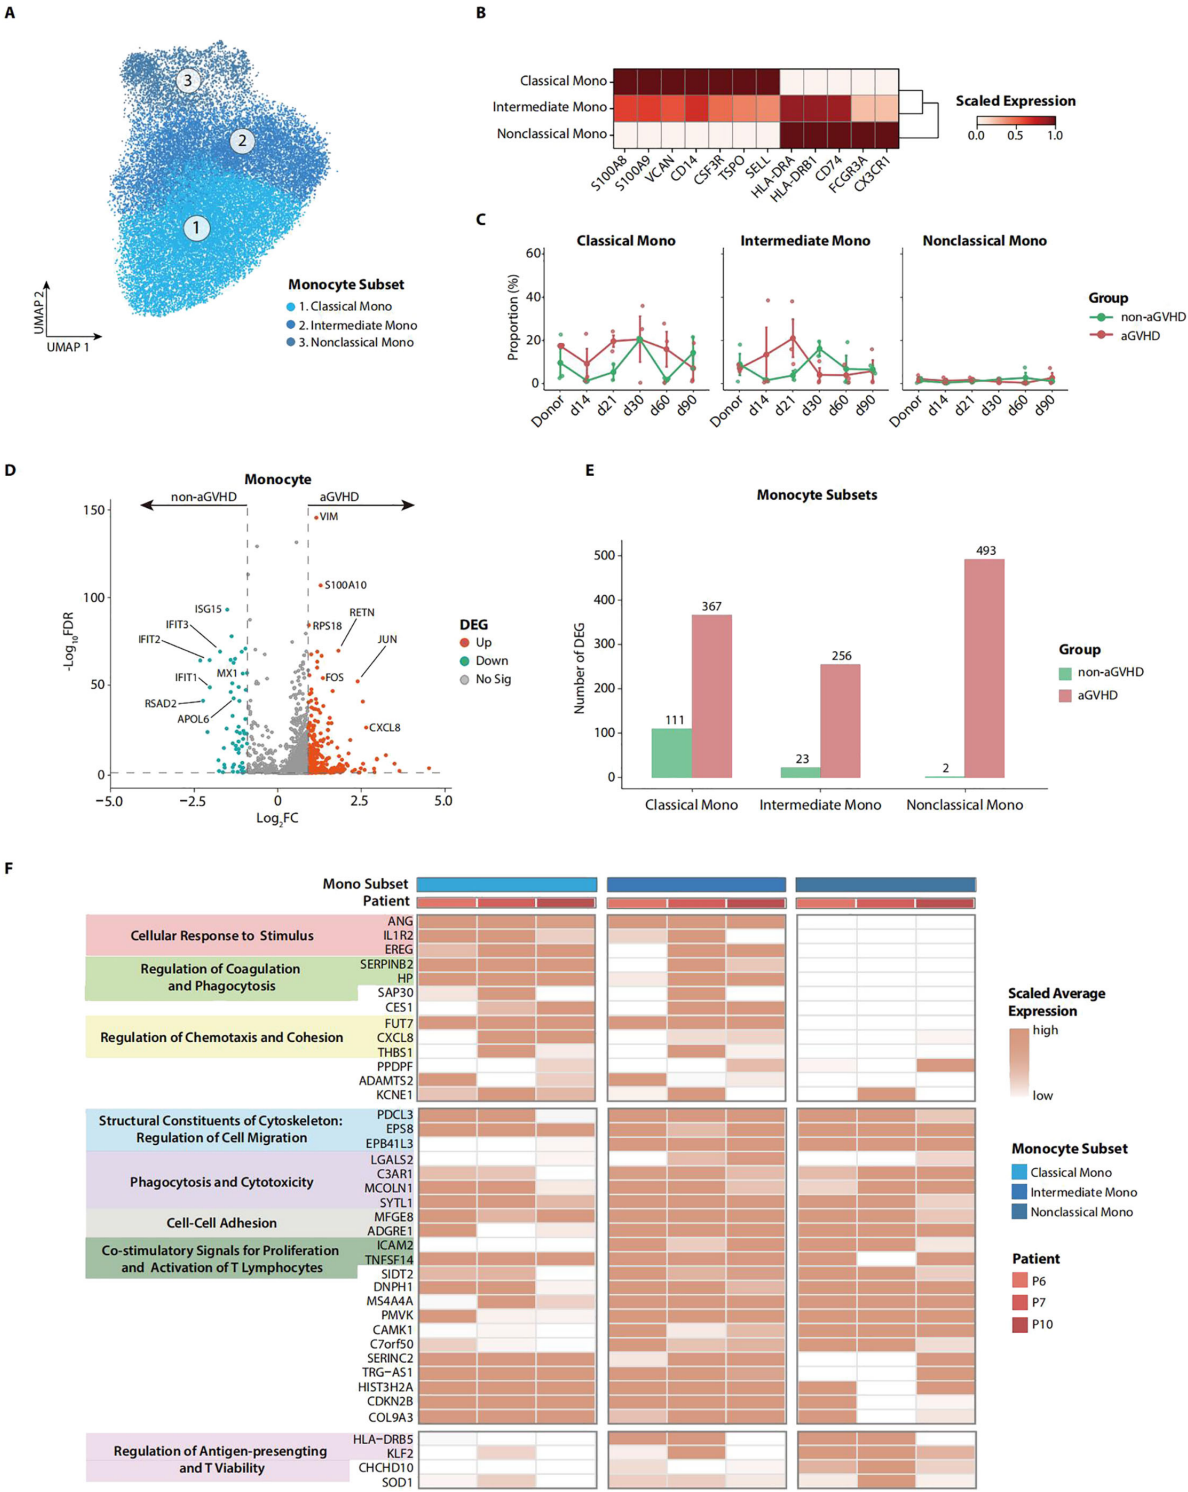 A
3
2
1
UMAP 2
UMAP 1
Monocyte Subset
1. Classical Mono
2. Intermediate Mono
3. Nonclassical Mono
B
Classical Mono
Intermediate Mono
Nonclassical Mono
S100A8
S100A9
VCAN
CD14
CSF3R
TSPO
SELL
HLA-DRA
HLA-DRB1
CD74
FCGR3A
CX3CR1
Scaled Expression
0.0 0.5 1.0
C
Classical Mono
Intermediate Mono
Nonclassical Mono
Proportion (%)
60
40
20
0
Donor d14 d21 d30 d60 d90
Donor d14 d21 d30 d60 d90
Donor d14 d21 d30 d60 d90
Group
non-aGVHD
aGVHD
D
Monocyte
non-aGVHD
aGVHD
-Log10FDR
150
100
50
0
−5.0 −2.5 0 2.5 5.0
Log2FC
VIM
S100A10
RETN
RPS18
JUN
FOS
CXCL8
ISG15
IFIT3
IFIT2
MX1
IFIT1
RSAD2
APOL6
DEG
Up
Down
No Sig
E
Monocyte Subsets
Number of DEG
500
400
300
200
100
0
111
367
23
256
2
493
Classical Mono
Intermediate Mono
Nonclassical Mono
Group
non-aGVHD
aGVHD
F
Mono Subset
Patient
Cellular Response to Stimulus
Regulation of Coagulation
and Phagocytosis
Regulation of Chemotaxis and Cohesion
ANG
IL1R2
EREG
SERPINB2
HP
SAP30
CES1
FUT7
CXCL8
THBS1
PPDPF
ADAMTS2
KCNE1
Structural Constituents of Cytoskeleton:
Regulation of Cell Migration
Phagocytosis and Cytotoxicity
Cell-Cell Adhesion
Co-stimulatory Signals for Proliferation
and Activation of T Lymphocytes
PDCL3
EPS8
EPB41L3
LGALS2
C3AR1
MCOLN1
SYTL1
MFGE8
ADGRE1
ICAM2
TNFSF14
SIDT2
DNPH1
MS4A4A
PMVK
CAMK1
C7orf50
SERINC2
TRG−AS1
HIST3H2A
CDKN2B
COL9A3
Regulation of Antigen-presengting
and T Viability
HLA−DRB5
KLF2
CHCHD10
SOD1
Scaled Average
Expression
high
low
Monocyte Subset
Classical Mono
Intermediate Mono
Nonclassical Mono
Patient
P6
P7
P10